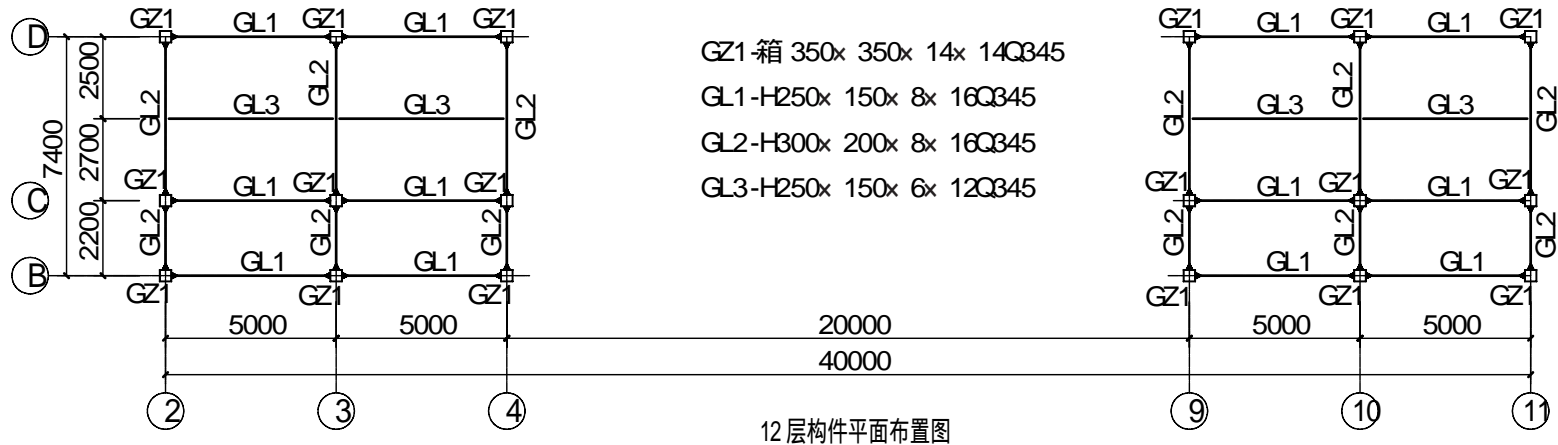 GZ1 GL1 GZ1 GL1 GZ1 GZ1 GL1 GZ1 GL1 GZ1
D
2500
GL2
GL2
GL3 GL3
GL2
GZ1-箱 350× 350× 14× 14Q345
GL1-H250× 150× 8× 16Q345
GL2-H300× 200× 8× 16Q345
GL3-H250× 150× 6× 12Q345
GL2
GL2
GL3 GL3
GL2
7400
2700
GZ1 GL1 GZ1 GL1 GZ1 GZ1 GL1 GZ1 GL1 GZ1
C
2200
GL2 GL2 GL2 GL2 GL2 GL2
GL1 GL1 GL1 GL1
B
GZ1 GZ1 GZ1 GZ1 GZ1 GZ1
5000 5000 20000 5000 5000
40000
2 3 4 9 10 11
12 层构件平面布置图